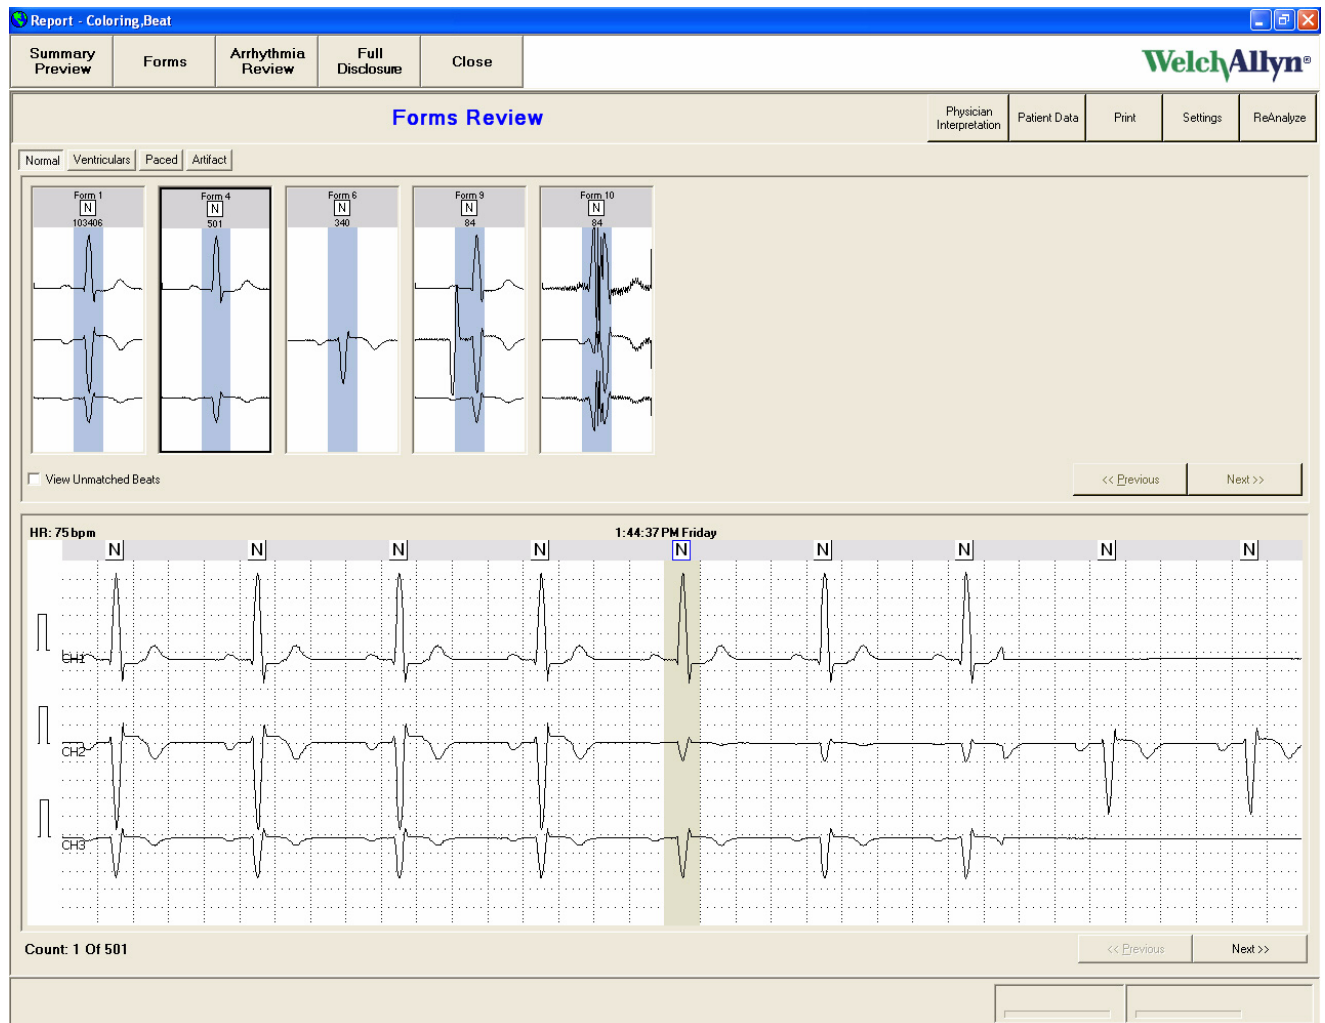 Report - Coloring,Beat
Summary Preview
Forms
Arrhythmia Review
Full Disclosure
Close
WelchAllyn®
Forms Review
Physician Interpretation
Patient Data
Print
Settings
ReAnalyze
Normal
Ventriculars
Paced
Artifact
Form 1
N
103406
Form 4
N
501
Form 6
N
340
Form 9
N
84
Form 10
N
84
View Unmatched Beats
<< Previous
Next >>
HR: 75 bpm
1:44:37 PM Friday
N N N N N N N N N
CH1
CH2
CH3
Count: 1 Of 501
<< Previous
Next >>